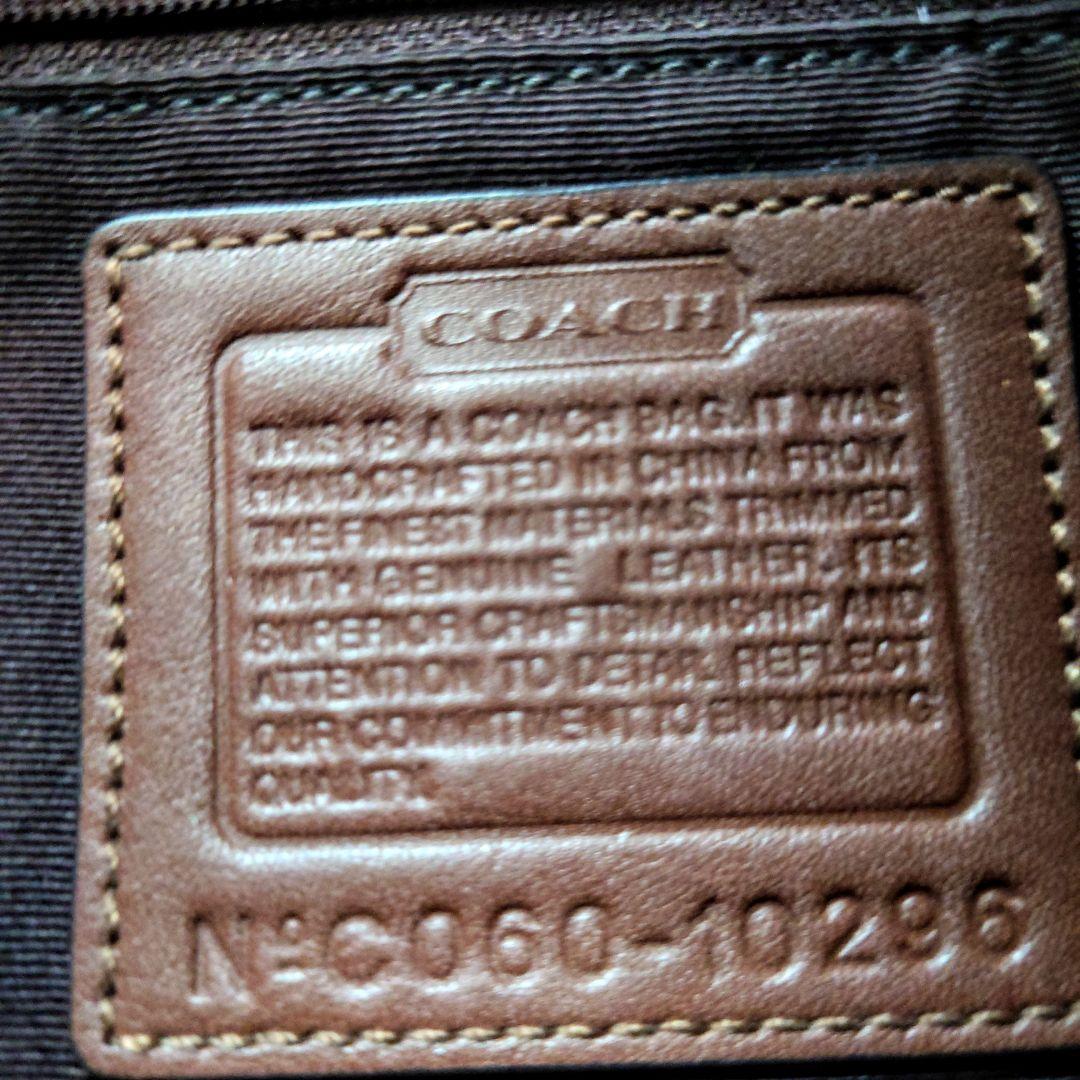 COACH
THIS IS A COACH BAG. IT WAS
HANDCRAFTED IN CHINA FROM
THE FINEST MATERIALS TRIMMED
WITH GENUINE LEATHER. ITS
SUPERIOR CRAFTSMANSHIP AND
ATTENTION TO DETAIL REFLECT
OUR COMMITMENT TO ENDURING
QUALITY.
Nº C060-10296